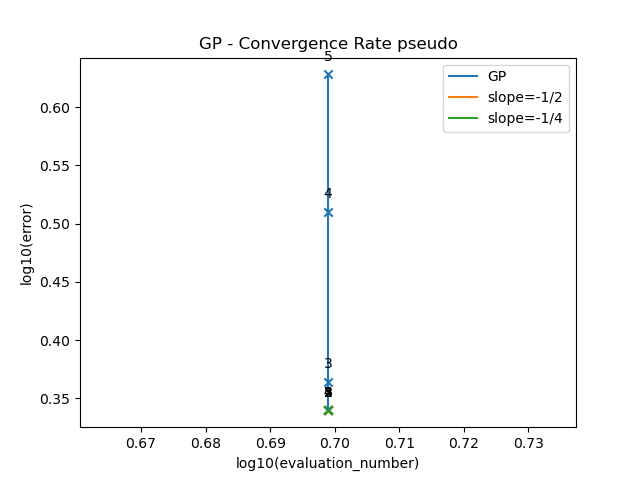 GP - Convergence Rate pseudo
5
GP
slope=-1/2
slope=-1/4
0.60
0.55
4
0.50
0.45
log10(error)
0.40
3
0.35
0.67 0.68 0.69 0.70 0.71 0.72 0.73
log10(evaluation_number)